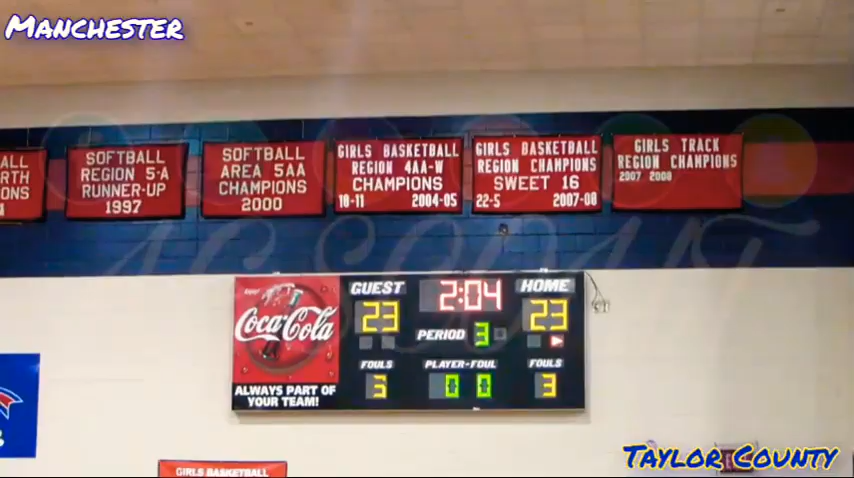 MANCHESTER
SOFTBALL
REGION 5-A
RUNNER-UP
1997
SOFTBALL
AREA 5AA
CHAMPIONS
2000
GIRLS BASKETBALL
REGION 4AA-W
CHAMPIONS
18-11 2004-05
GIRLS BASKETBALL
REGION CHAMPIONS
SWEET 16
22-5 2007-08
GIRLS TRACK
REGION CHAMPIONS
2007 2008
GUEST 2:04 HOME
23 23
PERIOD 3
FOULS PLAYER-FOUL FOULS
5 0 0 3
Coca-Cola
ALWAYS PART OF
YOUR TEAM!
GIRLS BASKETBALL
TAYLOR COUNTY